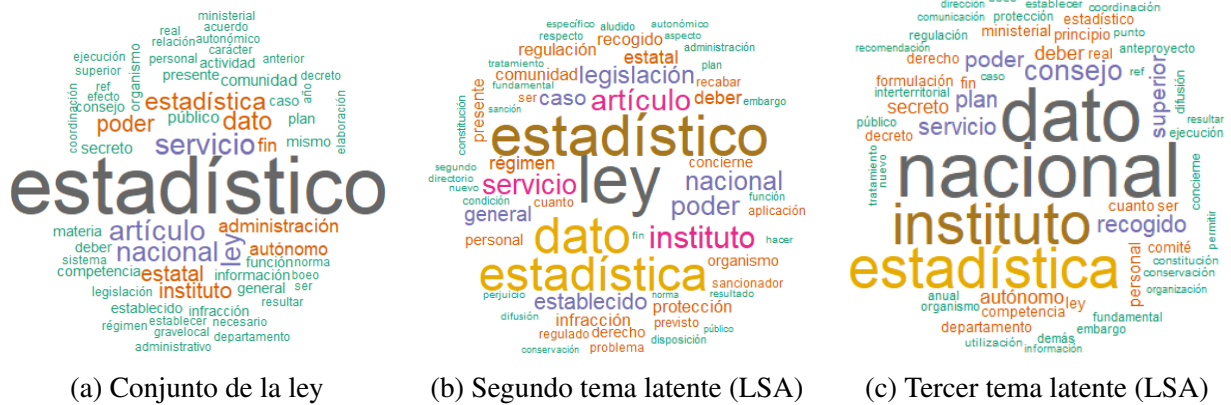 ministerial
real acuerdo
relación autonómico
ejecución personal carácter anterior
superior organismo presente actividad comunidad decreto
ref efecto estadística caso año
coordinación consejo poder público dato plan elaboración
secreto servicio fin mismo
estadístico
materia artículo ley administración
deber nacional autónomo
sistema función norma
competencia estatal información boeo
legislación instituto general ser
establecido infracción resultar
régimen establecer necesario
gravelocal departamento
administrativo
(a) Conjunto de la ley
específico aludido autonómico
respecto recogido aspecto
regulación estatal administración
tratamiento comunidad legislación plan
fundamental recabar
constitución presente ser caso artículo deber embargo
sanción
estadístico
segundo régimen ley concierne
directorio servicio nacional
nuevo condición función
general cuanto poder aplicación
personal dato fin instituto hacer
estadística organismo
sancionador
perjuicio establecido norma resultado
difusión infracción protección
regulado derecho previsto público
conservación problema disposición
(b) Segundo tema latente (LSA)
dirección establecer coordinación
comunicación protección estadístico
regulación ministerial principio punto
recomendación derecho poder deber real anteproyecto
formulación fin caso consejo ref superior difusión
interterritorial
público secreto plan dato resultar
decreto servicio ejecución
tratamiento nuevo nacional concierne
cuanto ser
instituto recogido permitir
estadística personal comité
constitución
conservación
anual autónomo ley organización
organismo competencia
departamento fundamental
embargo
utilización demás
información
(c) Tercer tema latente (LSA)